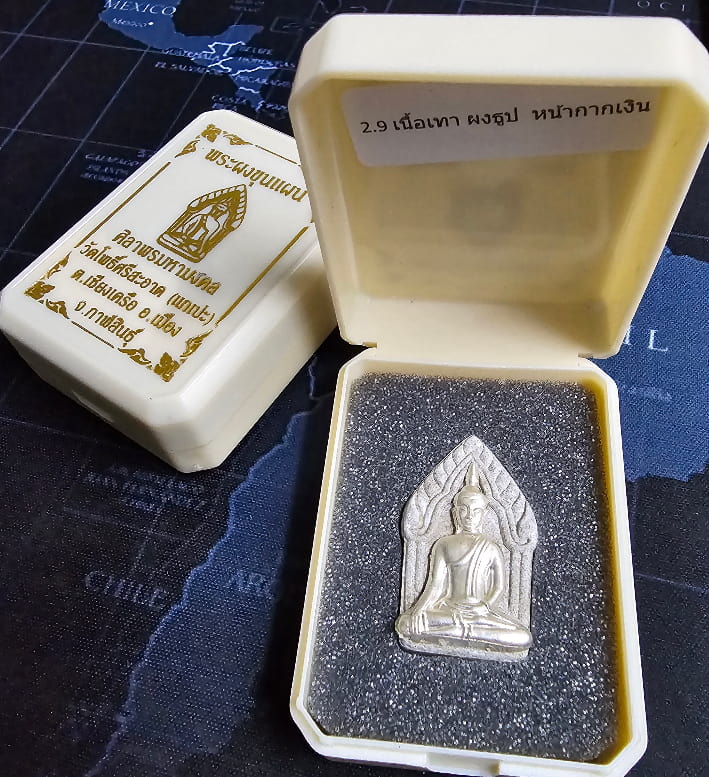 MEXICO
MEXICO
2.9 เนื้อเทา ผงธูป หน้ากากเงิน
พระผงขุนแผน
ศิลาพรมหามงคล
วัดโพธิ์ศรีสะอาด (นาแปะ)
ต.เชียงเครือ อ.เมือง
จ.กาฬสินธุ์
CHILE